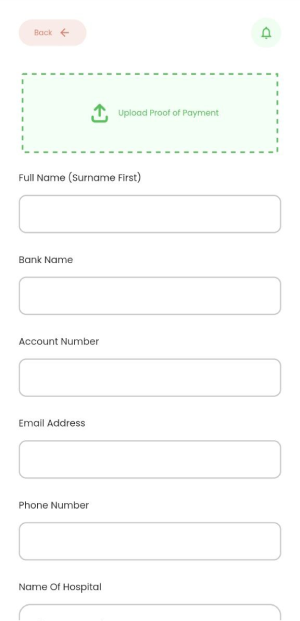 Back
Upload Proof of Payment
Full Name (Surname First)
Bank Name
Account Number
Email Address
Phone Number
Name Of Hospital